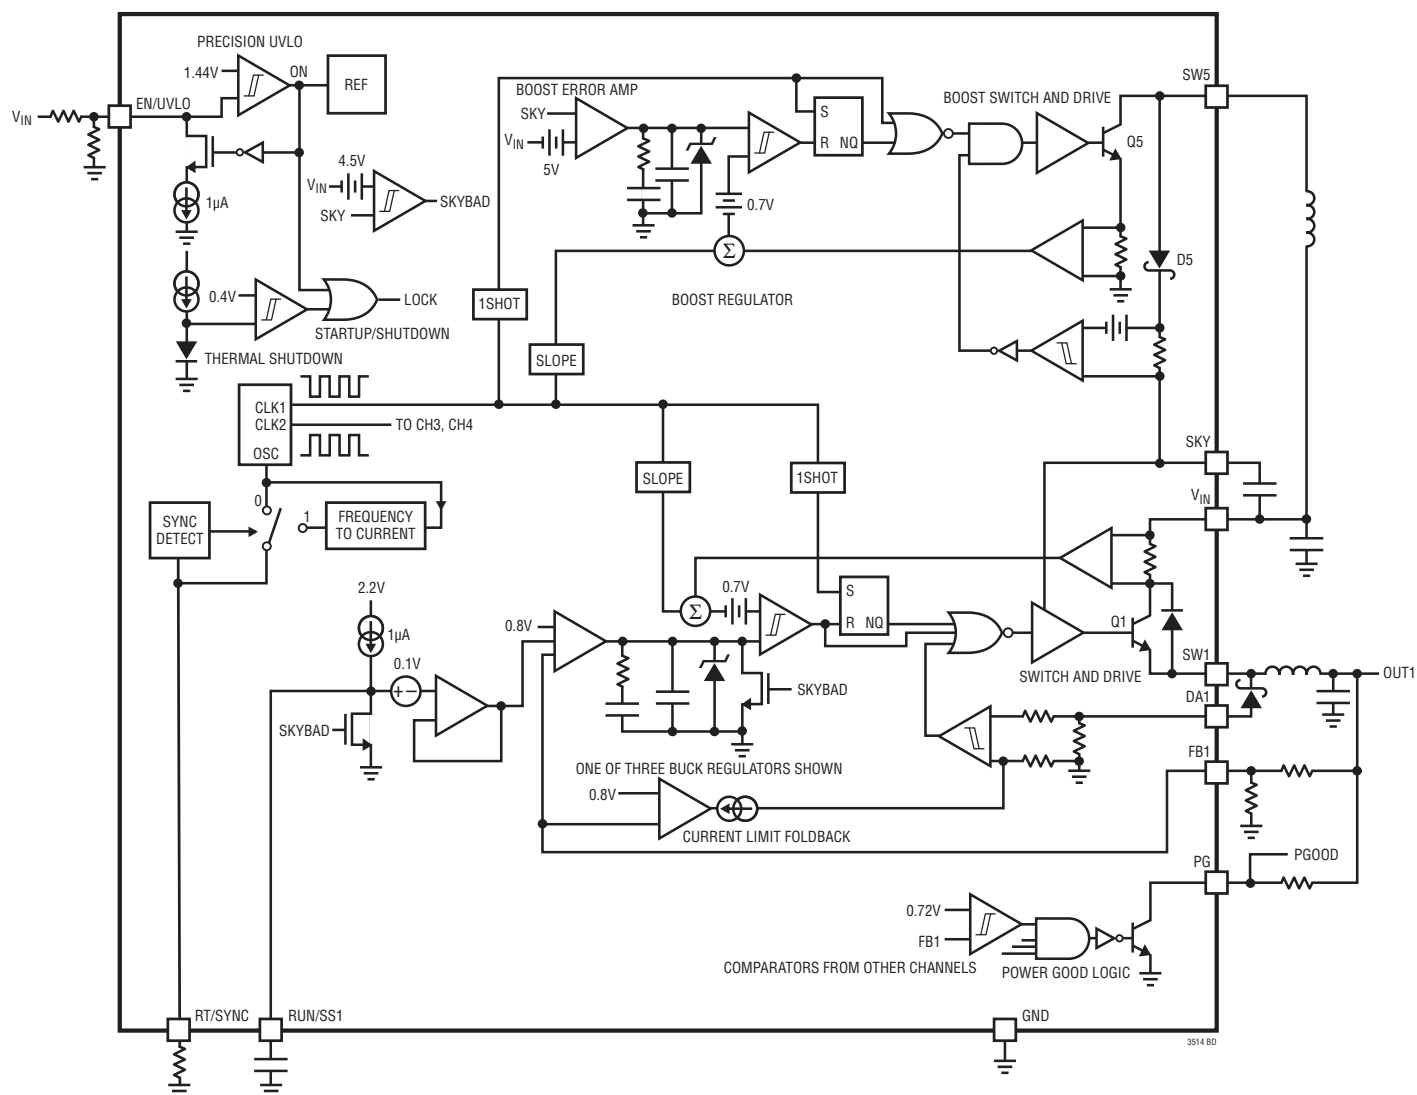 PRECISION UVLO
1.44V
ON
REF
EN/UVLO
VIN
1µA
4.5V
VIN
SKY
SKYBAD
0.4V
LOCK
STARTUP/SHUTDOWN
THERMAL SHUTDOWN
BOOST ERROR AMP
SKY
VIN
5V
0.7V
Σ
S
R NQ
BOOST SWITCH AND DRIVE
Q5
SW5
D5
BOOST REGULATOR
1SHOT
SLOPE
CLK1
CLK2
OSC
TO CH3, CH4
SYNC
DETECT
0
1
FREQUENCY
TO CURRENT
SLOPE
1SHOT
SKY
VIN
2.2V
1µA
0.1V
+−
SKYBAD
0.8V
Σ
0.7V
S
R NQ
SKYBAD
Q1
SWITCH AND DRIVE
SW1
OUT1
DA1
FB1
ONE OF THREE BUCK REGULATORS SHOWN
0.8V
CURRENT LIMIT FOLDBACK
PG
PGOOD
0.72V
FB1
COMPARATORS FROM OTHER CHANNELS
POWER GOOD LOGIC
RT/SYNC
RUN/SS1
GND
3514 BD